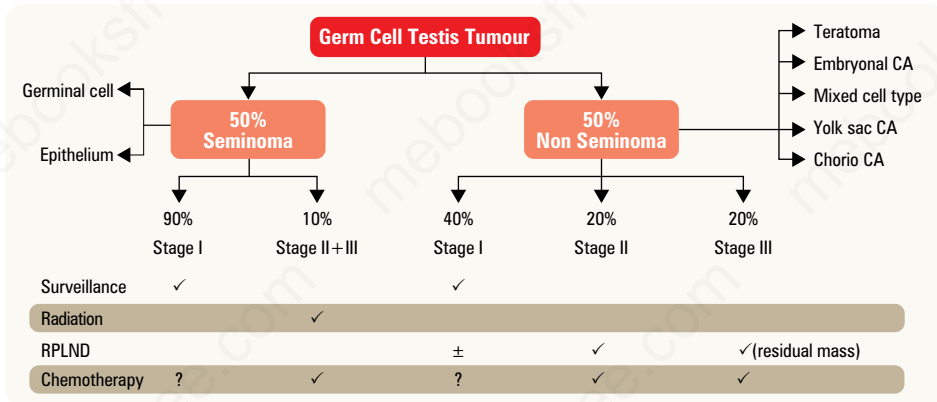 Germ Cell Testis Tumour
Teratoma
Embryonal CA
Mixed cell type
Yolk sac CA
Chorio CA
Germinal cell
Epithelium
50%
Seminoma
50%
Non Seminoma
90% 10% 40% 20% 20%
Stage I Stage II+III Stage I Stage II Stage III
Surveillance ✓ ✓
Radiation ✓
RPLND ± ✓ ✓(residual mass)
Chemotherapy ? ✓ ? ✓ ✓